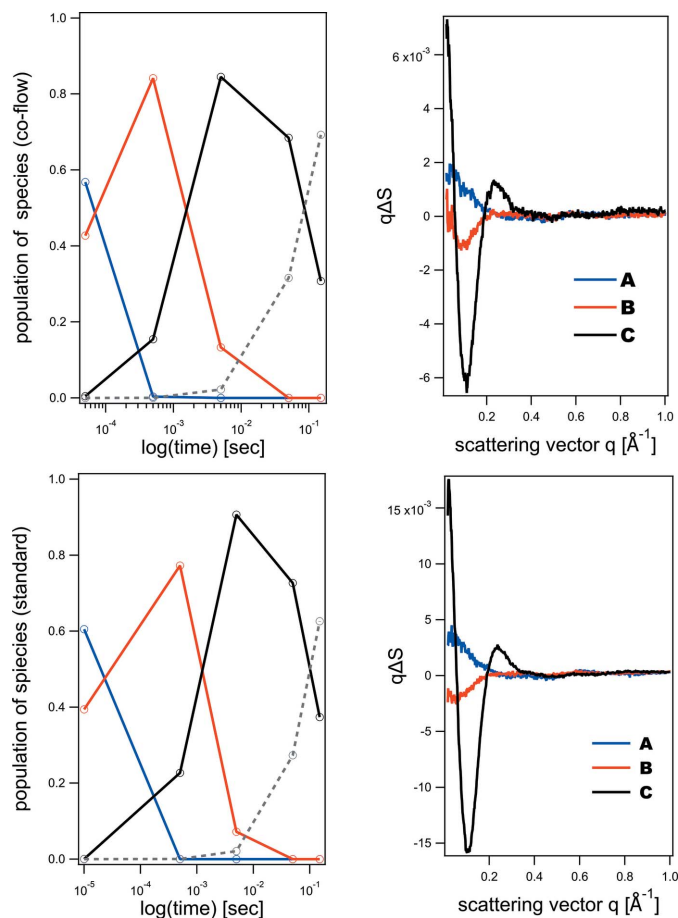 population of species (co-flow)
1.0
0.8
0.6
0.4
0.2
0.0
10-4
10-3
10-2
10-1
log(time) [sec]
qΔS
6 x10-3
4
2
0
-2
-4
-6
A
B
C
0.2
0.4
0.6
0.8
1.0
scattering vector q [Å-1]
population of spiecies (standard)
1.0
0.8
0.6
0.4
0.2
0.0
10-5
10-4
10-3
10-2
10-1
log(time) [sec]
qΔS
15 x10-3
10
5
0
-5
-10
-15
A
B
C
0.2
0.4
0.6
0.8
1.0
scattering vector q [Å-1]